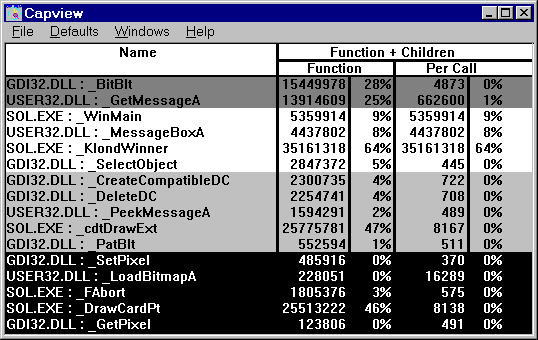 Capview
File Defaults Windows Help
Name Function + Children
Function Per Call
GDI32.DLL : _BitBlt 15449978 28% 4873 0%
USER32.DLL : _GetMessageA 13914609 25% 662600 1%
SOL.EXE : _WinMain 5359914 9% 5359914 9%
USER32.DLL : _MessageBoxA 4437802 8% 4437802 8%
SOL.EXE : _KlondWinner 35161318 64% 35161318 64%
GDI32.DLL : _SelectObject 2847372 5% 445 0%
GDI32.DLL : _CreateCompatibleDC 2300735 4% 722 0%
GDI32.DLL : _DeleteDC 2254741 4% 708 0%
USER32.DLL : _PeekMessageA 1594291 2% 489 0%
SOL.EXE : _cdtDrawExt 25775781 47% 8167 0%
GDI32.DLL : _PatBlt 552594 1% 511 0%
GDI32.DLL : _SetPixel 485916 0% 370 0%
USER32.DLL : _LoadBitmapA 228051 0% 16289 0%
SOL.EXE : _FAbort 1805376 3% 575 0%
SOL.EXE : _DrawCardPt 25513222 46% 8138 0%
GDI32.DLL : _GetPixel 123806 0% 491 0%